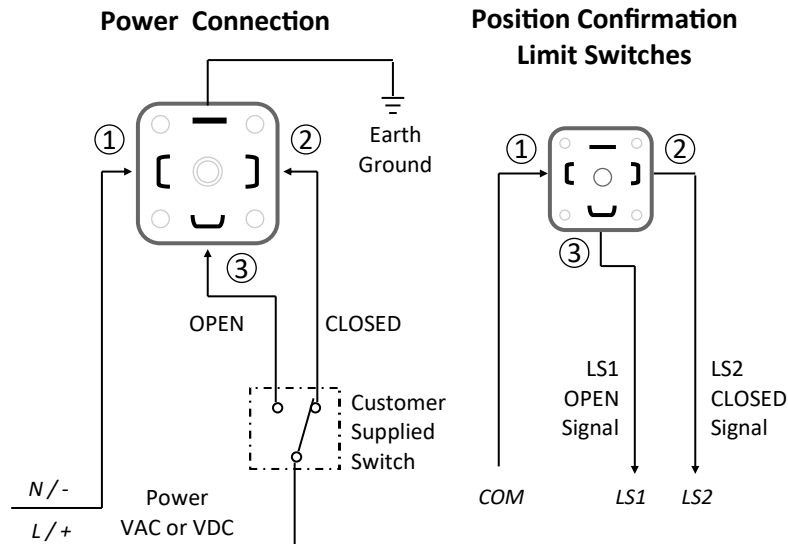 Power Connection
①
②
③
Earth
Ground
OPEN
CLOSED
Customer
Supplied
Switch
N / -
L / +
Power
VAC or VDC
Position Confirmation
Limit Switches
①
②
③
LS1
OPEN
Signal
LS2
CLOSED
Signal
COM
LS1
LS2